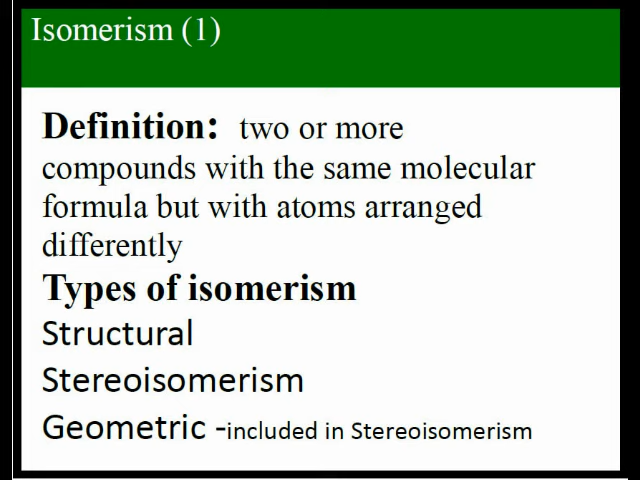 Isomerism (1)
Definition: two or more
compounds with the same molecular
formula but with atoms arranged
differently
Types of isomerism
Structural
Stereoisomerism
Geometric -included in Stereoisomerism